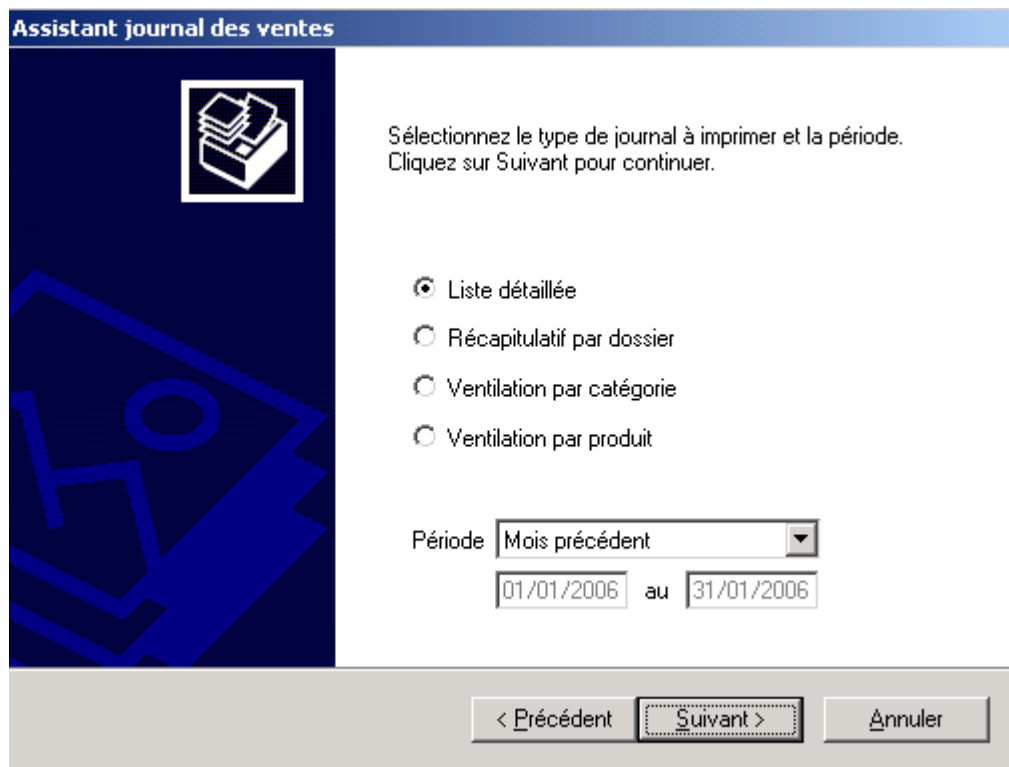 Assistant journal des ventes
Sélectionnez le type de journal à imprimer et la période.
Cliquez sur Suivant pour continuer.
Liste détaillée
Récapitulatif par dossier
Ventilation par catégorie
Ventilation par produit
Période Mois précédent
01/01/2006 au 31/01/2006
< Précédent Suivant > Annuler